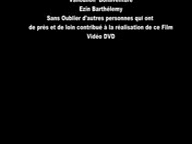 Ezin Barthélemy
Sans Oublier d'autres personnes qui ont
de près et de loin contribué à la réalisation de ce Film
Vidéo DVD